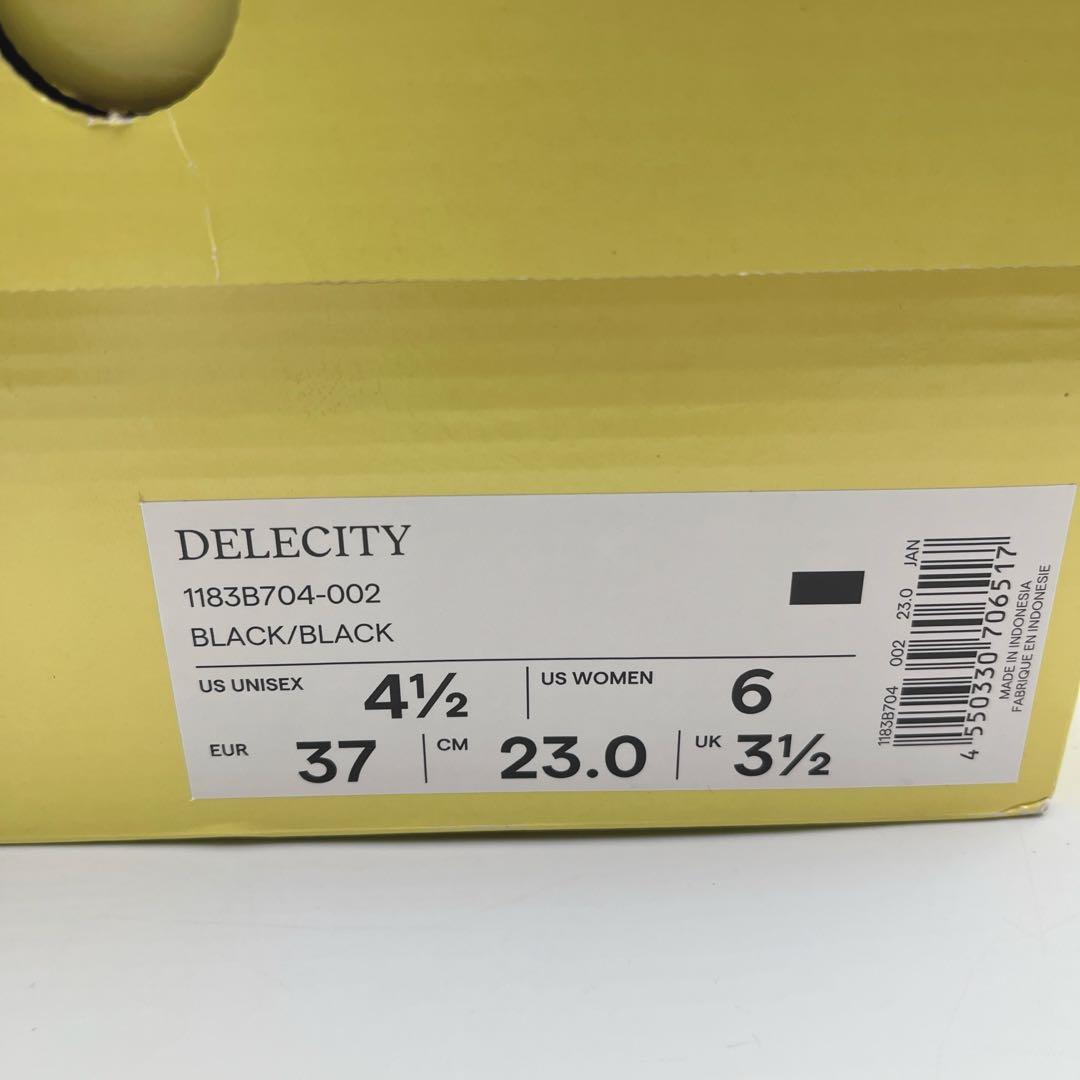 DELECITY
1183B704-002
BLACK/BLACK
US UNISEX 4½ US WOMEN 6
EUR 37 CM 23.0 UK 3½
1183B704 002 23.0 JAN
4 550330 706517
MADE IN INDONESIA
FABRIQUE EN INDONESIE